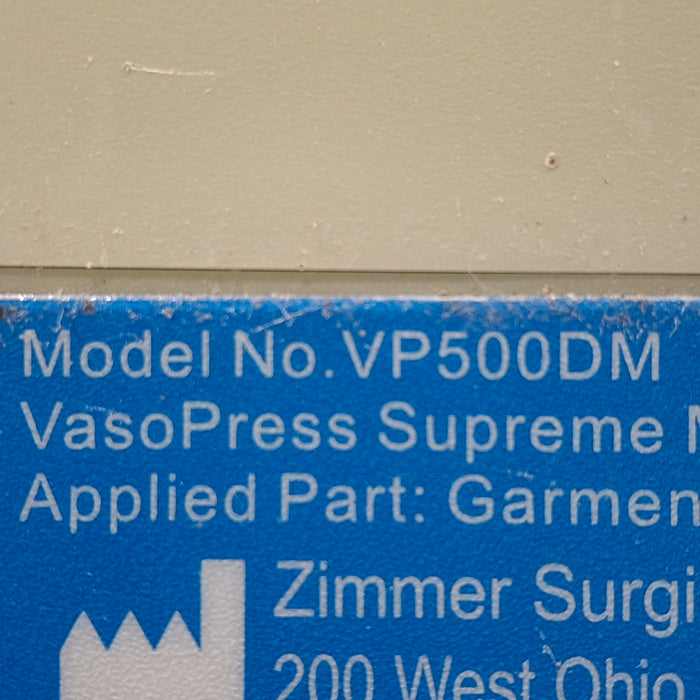 Model No. VP500DM
VasoPress Supreme
Applied Part: Garmen
Zimmer Surgi
200 West Ohio